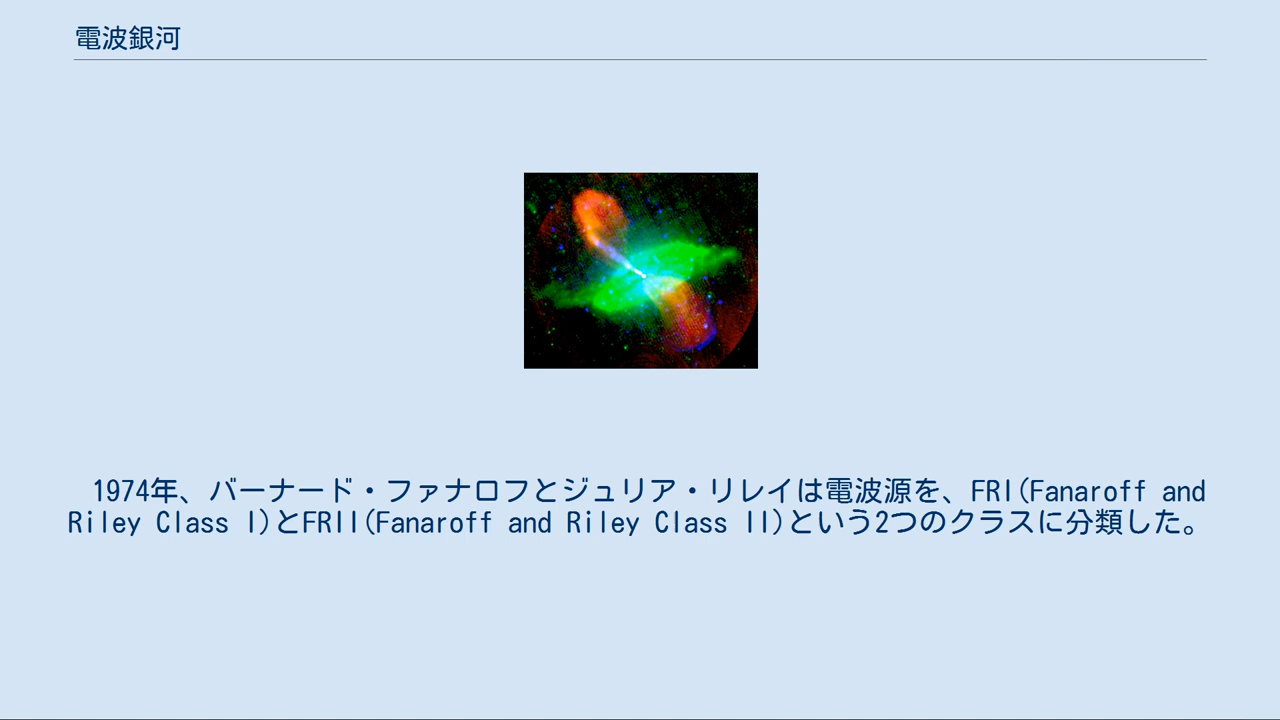 電波銀河
1974年、バーナード・ファナロフとジュリア・リレイは電波源を、FRI(Fanaroff and
Riley Class I)とFRII(Fanaroff and Riley Class II)という2つのクラスに分類した。